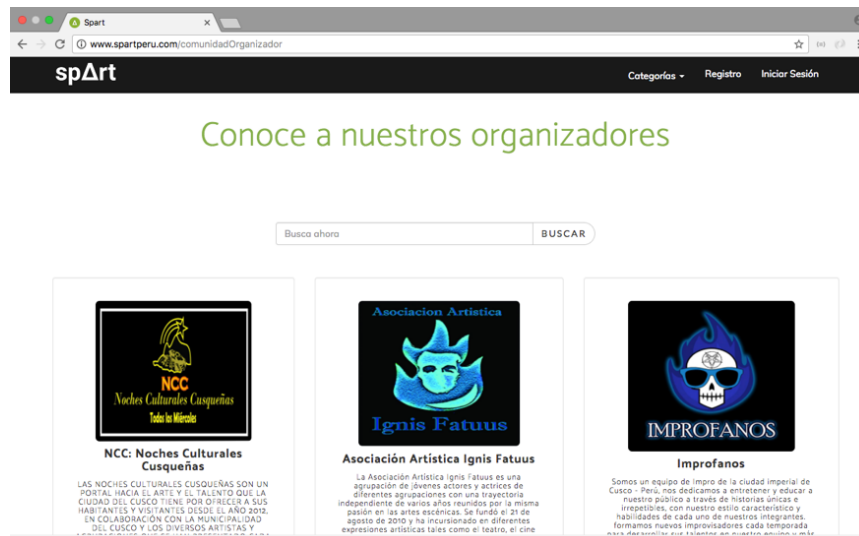 Spart
www.spartperu.com/comunidadOrganizador
spΔrt
Categorías
Registro
Iniciar Sesión
Conoce a nuestros organizadores
Busca ahora
BUSCAR
NCC
Noches Culturales Cusqueñas
Todos los Miércoles
NCC: Noches Culturales
Cusqueñas
LAS NOCHES CULTURALES CUSQUEÑAS SON UN
PORTAL HACIA EL ARTE Y EL TALENTO QUE LA
CIUDAD DEL CUSCO TIENE POR OFRECER A SUS
HABITANTES Y VISITANTES DESDE EL AÑO 2012,
EN COLABORACIÓN CON LA MUNICIPALIDAD
DEL CUSCO Y LOS DIVERSOS ARTISTAS Y
Asociacion Artistica
Ignis Fatuus
Asociación Artística Ignis Fatuus
La Asociación Artística Ignis Fatuus es una
agrupación de jóvenes actores y actrices de
diferentes agrupaciones con una trayectoria
independiente de varios años reunidos por la misma
pasión en las artes escénicas. Se fundó el 21 de
agosto de 2010 y ha incursionado en diferentes
expresiones artísticas tales como el teatro, el cine
IMPROFANOS
Improfanos
Somos un equipo de Impro de la ciudad imperial de
Cusco - Perú, nos dedicamos a entretener y educar a
nuestro público a través de historias únicas e
irrepetibles, con nuestro estilo característico y
habilidades de cada uno de nuestros integrantes.
formamos nuevos improvisadores cada temporada
para desarrollar sus talentos en nuestro equipo y más